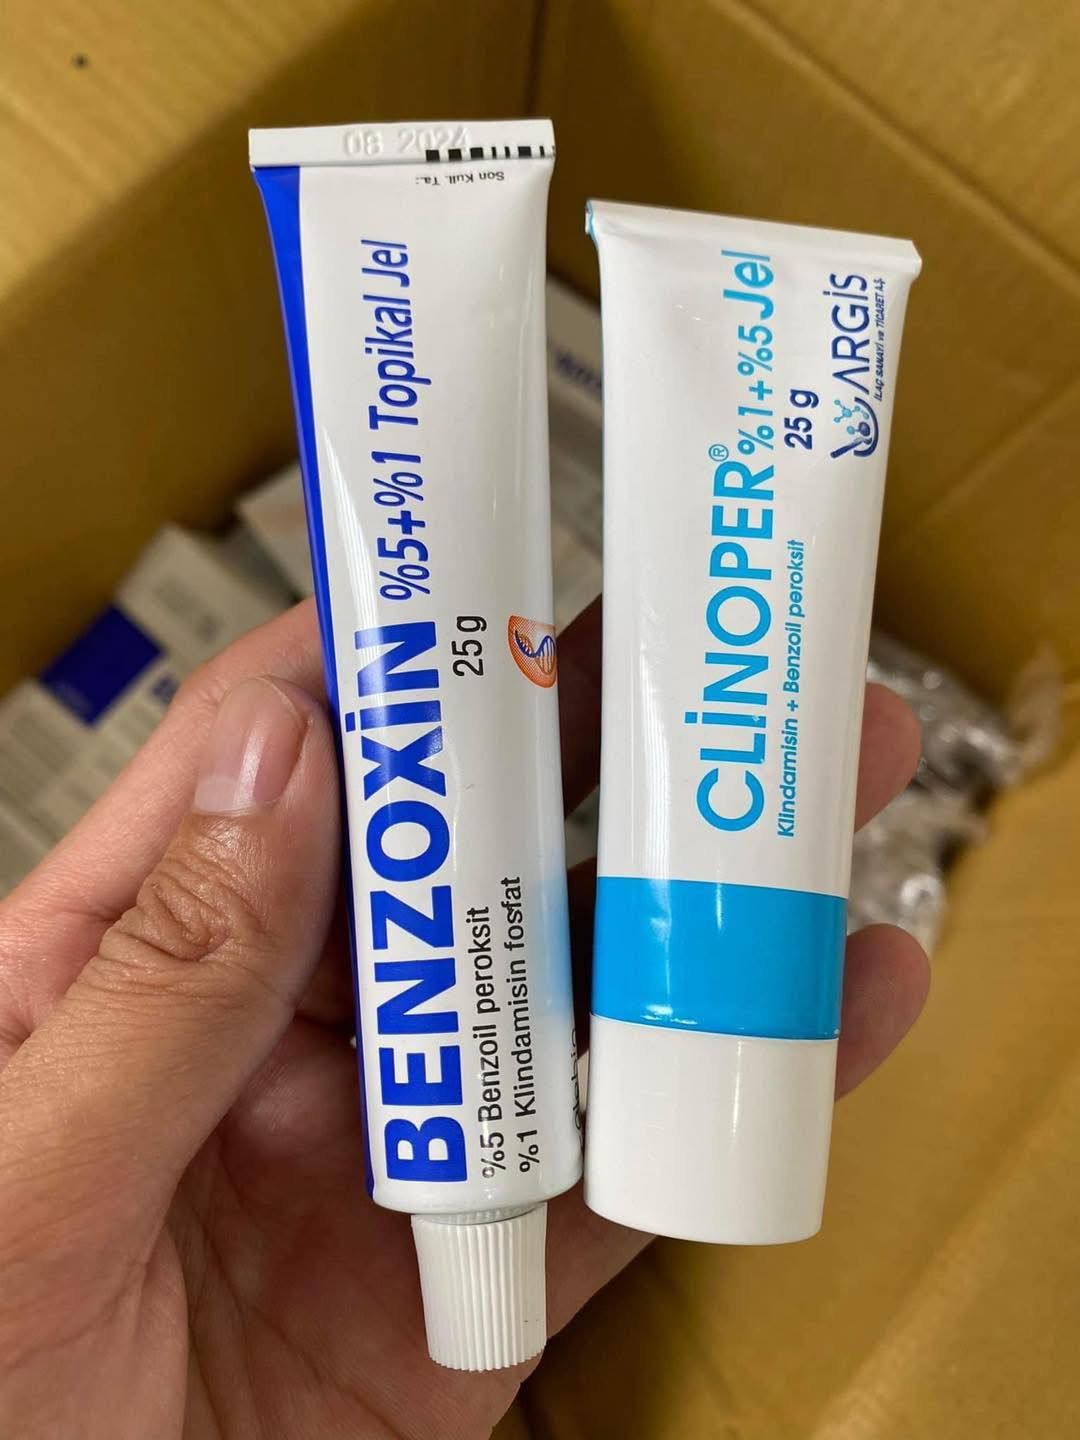 08 2024
Son Kull. Ta.:
BENZOXİN %5+%1 Topikal Jel
25 g
%5 Benzoil peroksit
%1 Klindamisin fosfat
CLİNOPER® %1+%5 Jel
Klindamisin + Benzoil peroksit
25 g
ARGİS
İLAÇ SANAYİ ve TİCARET A.Ş.